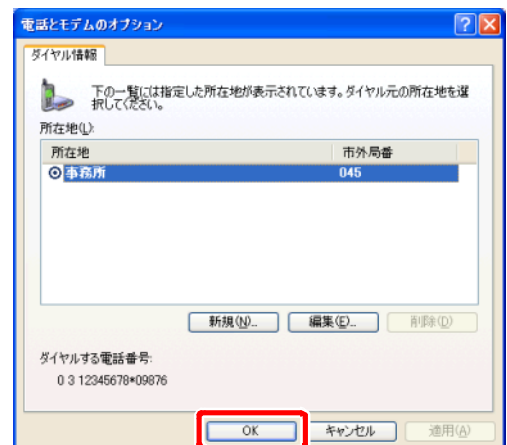 電話とモデムのオプション
ダイヤル情報
下の一覧には指定した所在地が表示されています。ダイヤル元の所在地を選
択してください。
所在地(L):
所在地 市外局番
事務所 045
新規(N)... 編集(E)... 削除(D)
ダイヤルする電話番号:
0 3 12345678*09876
OK キャンセル 適用(A)